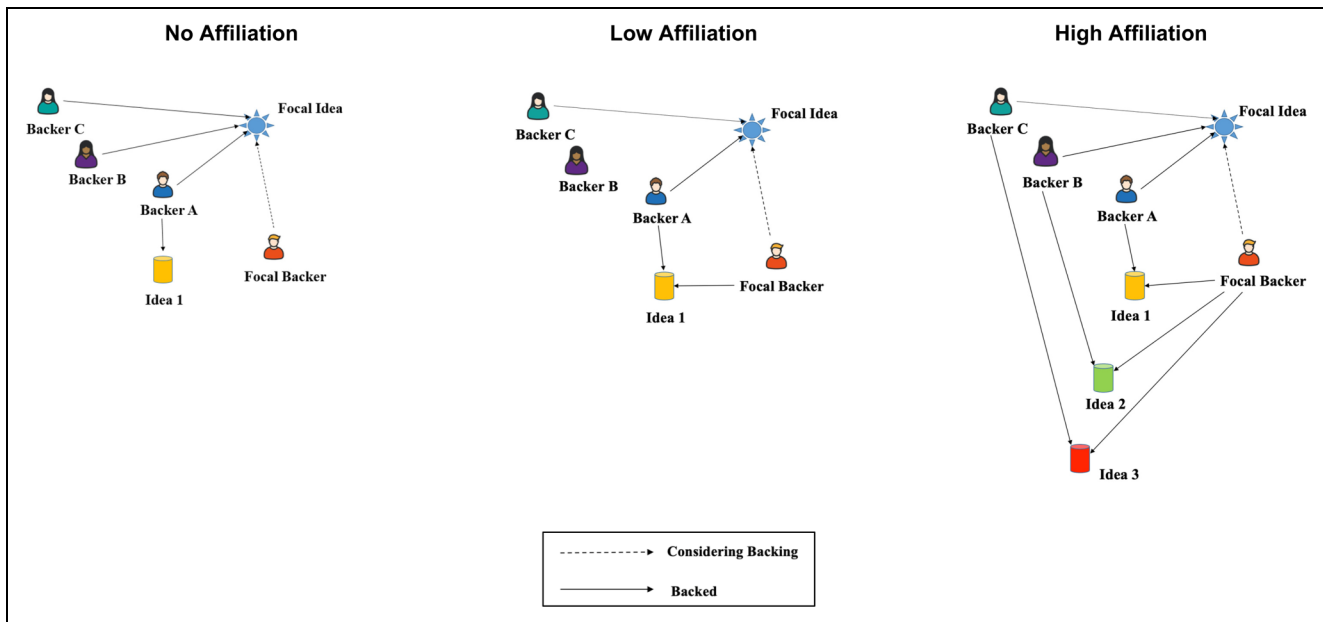 No Affiliation
Low Affiliation
High Affiliation
Focal Idea
Backer C
Backer B
Backer A
Focal Backer
Idea 1
Focal Idea
Backer C
Backer B
Backer A
Focal Backer
Idea 1
Focal Idea
Backer C
Backer B
Backer A
Focal Backer
Idea 1
Idea 2
Idea 3
Considering Backing
Backed